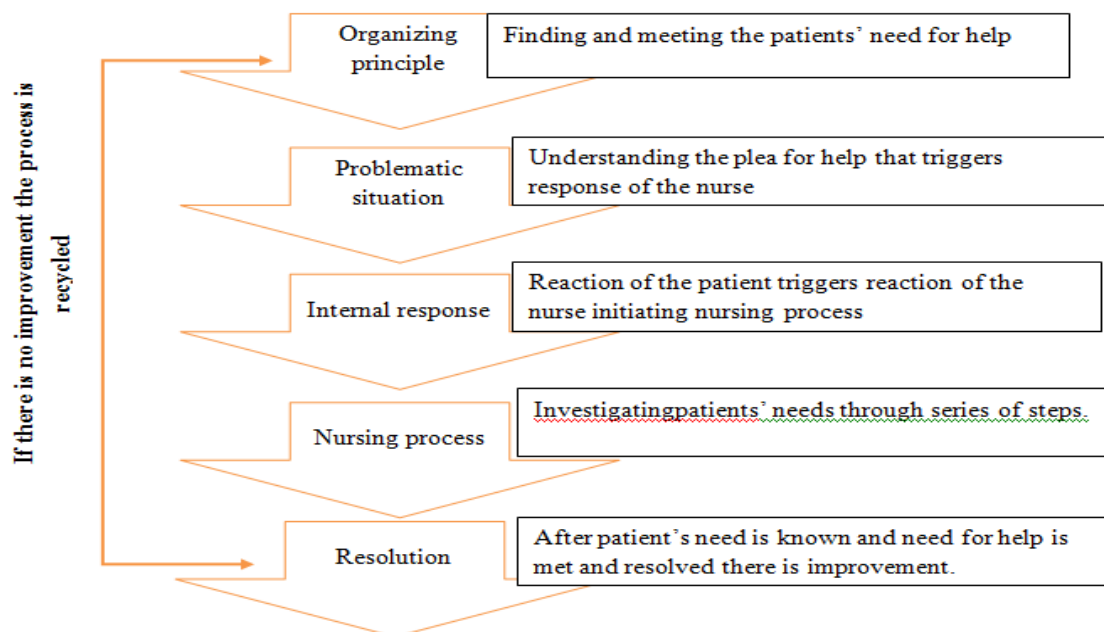 Organizing
principle
Finding and meeting the patients’ need for help
Problematic
situation
Understanding the plea for help that triggers
response of the nurse
Internal response
Reaction of the patient triggers reaction of the
nurse initiating nursing process
Nursing process
Investigatingpatients’ needs through series of steps.
Resolution
After patient’s need is known and need for help is
met and resolved there is improvement.
If there is no improvement the process is
recycled